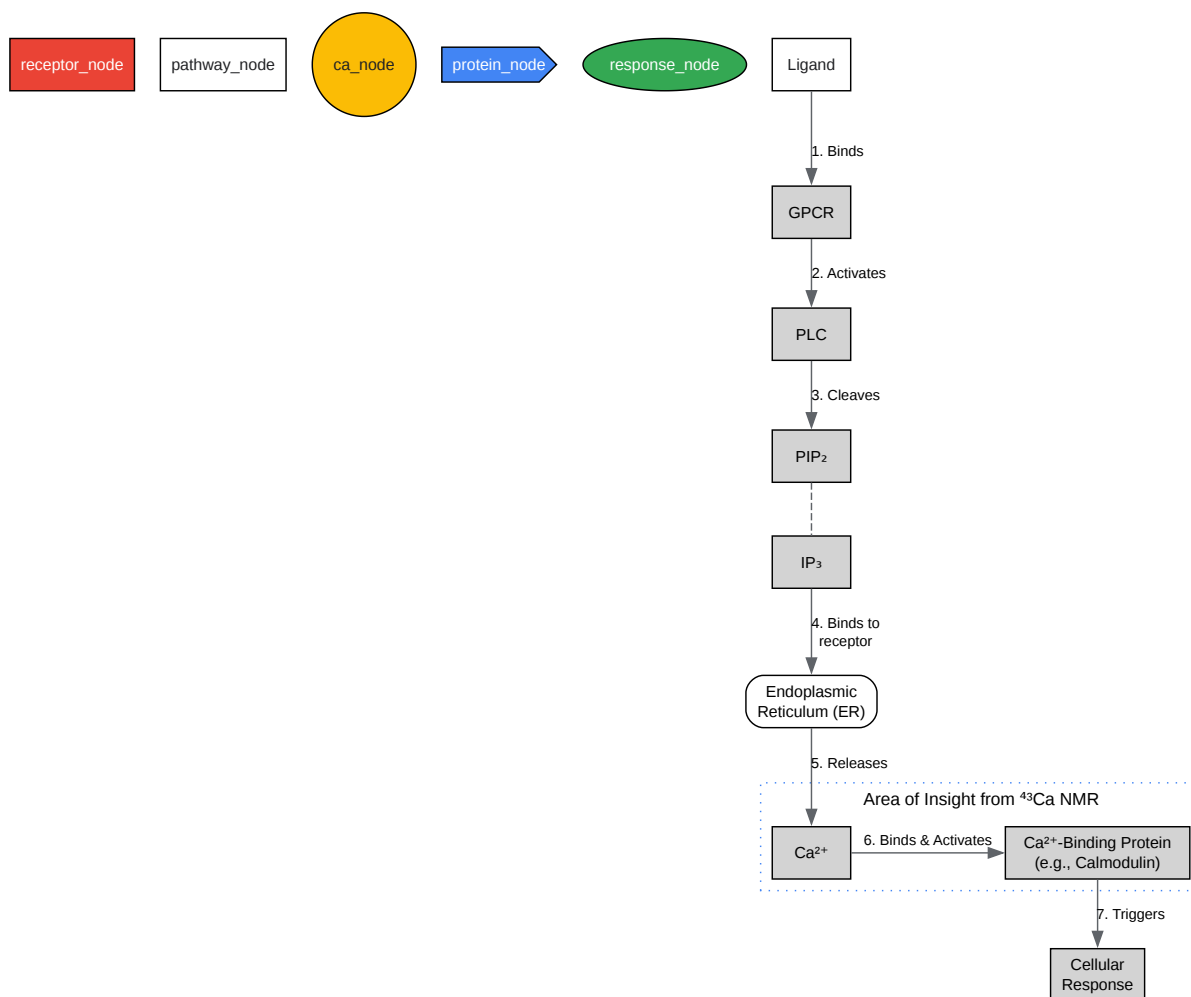 receptor_node
pathway_node
ca_node
protein_node
response_node
Ligand
1. Binds
GPCR
2. Activates
PLC
3. Cleaves
PIP₂
IP₃
4. Binds to
receptor
Endoplasmic
Reticulum (ER)
5. Releases
Area of Insight from ⁴³Ca NMR
Ca²⁺
6. Binds & Activates
Ca²⁺-Binding Protein
(e.g., Calmodulin)
7. Triggers
Cellular
Response